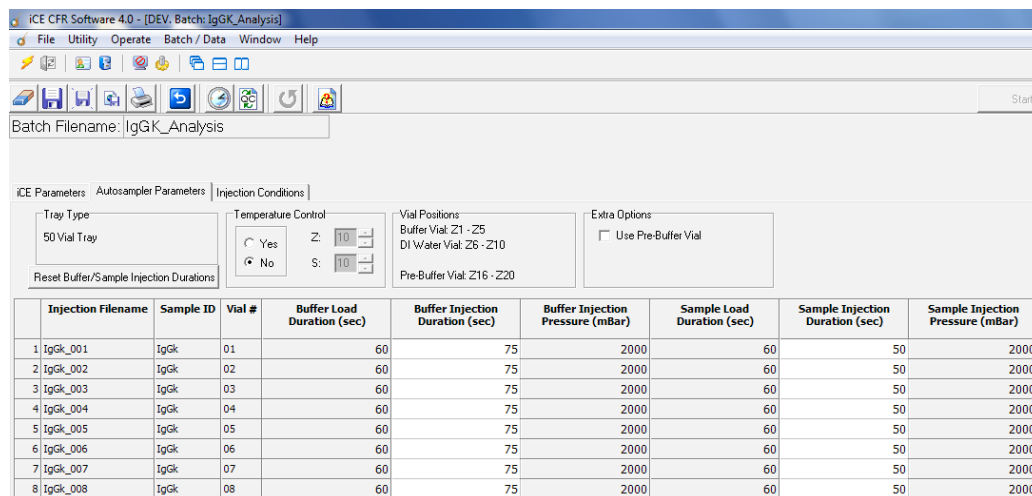 iCE CFR Software 4.0 - [DEV. Batch: IgGK_Analysis]
File Utility Operate Batch / Data Window Help
Start
Batch Filename: IgGK_Analysis
iCE Parameters Autosampler Parameters Injection Conditions
Tray Type
50 Vial Tray
Reset Buffer/Sample Injection Durations
Temperature Control
Yes
No
Z: 10
S: 10
Vial Positions
Buffer Vial: Z1 - Z5
DI Water Vial: Z6 - Z10
Pre-Buffer Vial: Z16 - Z20
Extra Options
Use Pre-Buffer Vial
Injection Filename Sample ID Vial # Buffer Load Duration (sec) Buffer Injection Duration (sec) Buffer Injection Pressure (mBar) Sample Load Duration (sec) Sample Injection Duration (sec) Sample Injection Pressure (mBar)
1 IgGk_001 IgGk 01 60 75 2000 60 50 2000
2 IgGk_002 IgGk 02 60 75 2000 60 50 2000
3 IgGk_003 IgGk 03 60 75 2000 60 50 2000
4 IgGk_004 IgGk 04 60 75 2000 60 50 2000
5 IgGk_005 IgGk 05 60 75 2000 60 50 2000
6 IgGk_006 IgGk 06 60 75 2000 60 50 2000
7 IgGk_007 IgGk 07 60 75 2000 60 50 2000
8 IgGk_008 IgGk 08 60 75 2000 60 50 2000